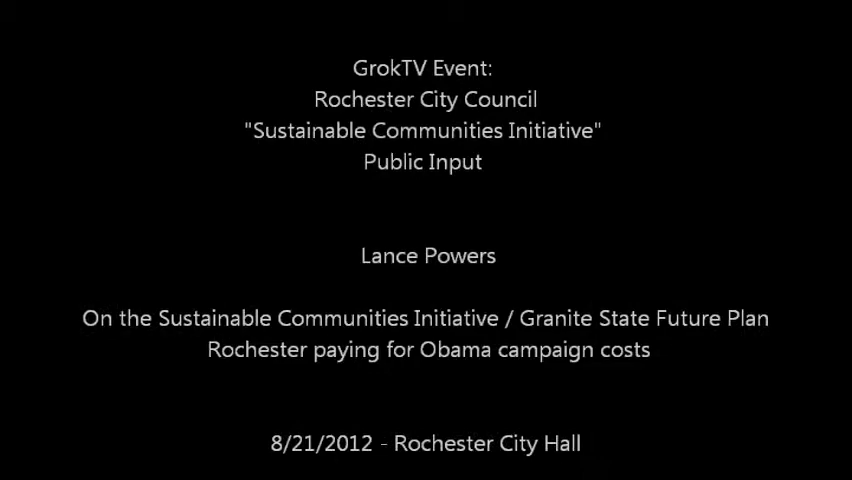 GrokTV Event:
Rochester City Council
"Sustainable Communities Initiative"
Public Input
Lance Powers
On the Sustainable Communities Initiative / Granite State Future Plan
Rochester paying for Obama campaign costs
8/21/2012 - Rochester City Hall